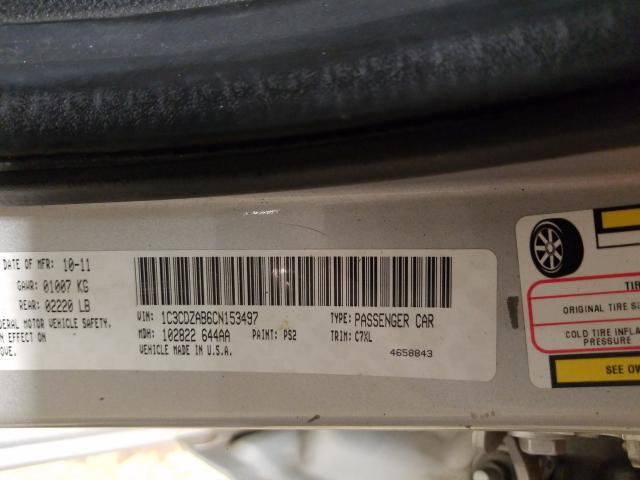 DATE OF MFR: 10-11
GAWR: 01007 KG
REAR: 02220 LB
DERAL MOTOR VEHICLE SAFETY.
N EFFECT ON
OVE.
VIN: 1C3CDZAB6CN153497
TYPE: PASSENGER CAR
MDH: 102822 644AA
PAINT: PS2
TRIM: C7XL
VEHICLE MADE IN U.S.A.
4658843
TIR
ORIGINAL TIRE S
COLD TIRE INFLA
PRESSURE
SEE OW